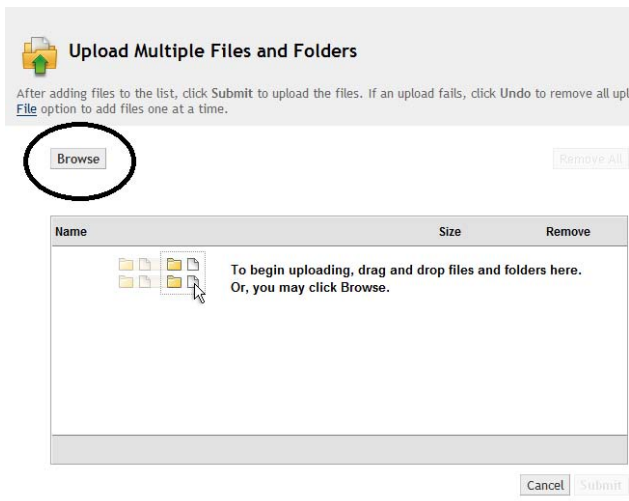 Upload Multiple Files and Folders
After adding files to the list, click Submit to upload the files. If an upload fails, click Undo to remove all upl
File option to add files one at a time.
Browse
Remove All
Name Size Remove
To begin uploading, drag and drop files and folders here.
Or, you may click Browse.
Cancel Submit